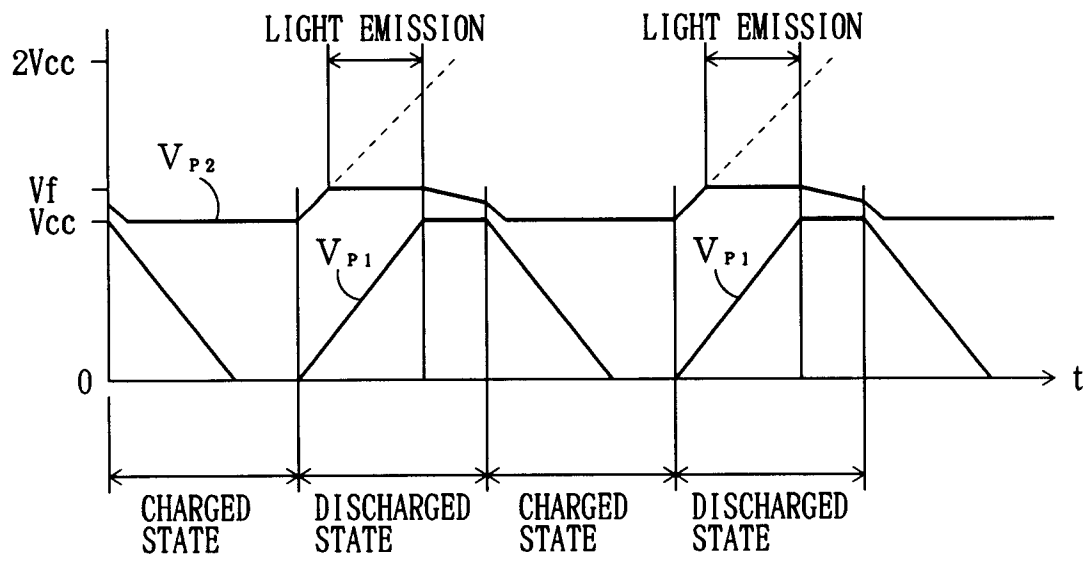 LIGHT EMISSION
LIGHT EMISSION
2Vcc
VP2
Vf
Vcc
VP1
VP1
0
t
CHARGED
STATE
DISCHARGED
STATE
CHARGED
STATE
DISCHARGED
STATE